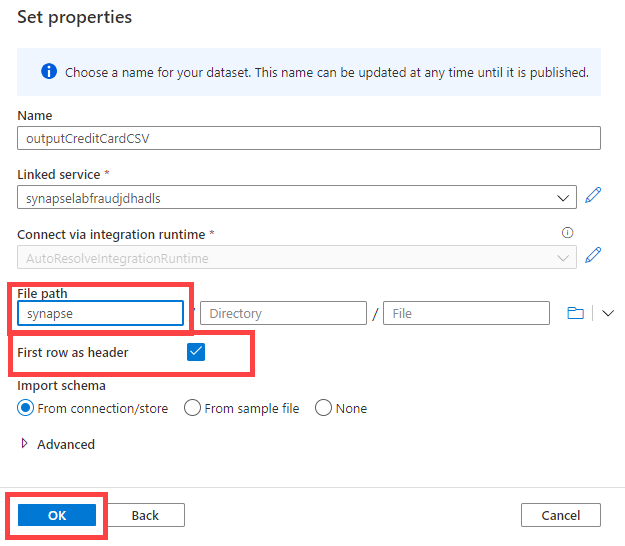 Set properties
Choose a name for your dataset. This name can be updated at any time until it is published.
Name
outputCreditCardCSV
Linked service *
synapselabfraudjdhadls
Connect via integration runtime *
AutoResolveIntegrationRuntime
File path
synapse / Directory / File
First row as header
Import schema
From connection/store From sample file None
Advanced
OK Back Cancel